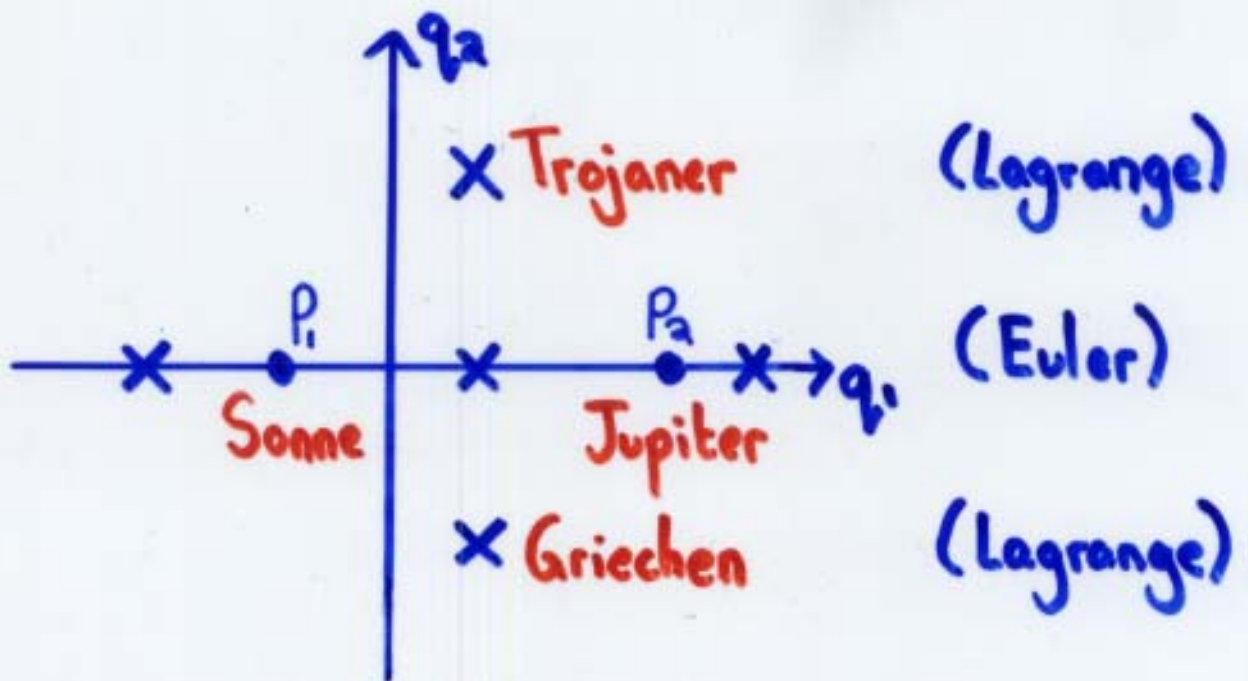 q₂
Trojaner (Lagrange)
P₁ P₂ (Euler)
q₁
Sonne Jupiter
Griechen (Lagrange)